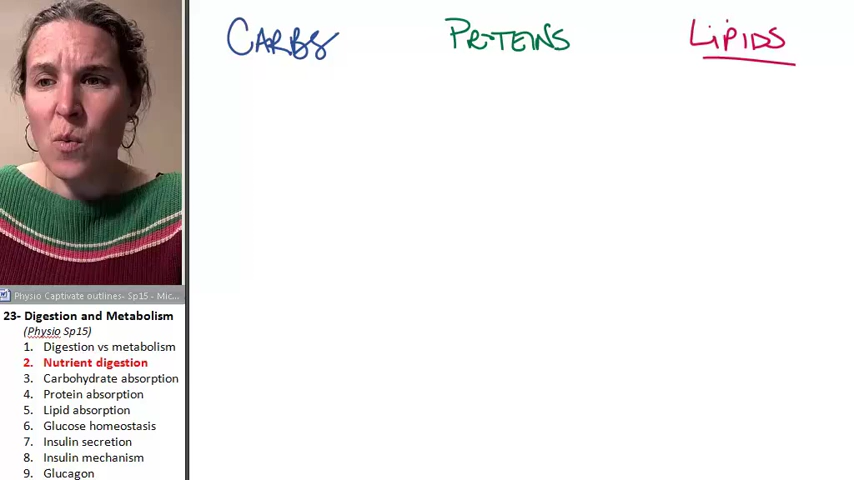 CARBS PROTEINS LIPIDS
Physio Captivate outlines- Sp15 - Mic...
23- Digestion and Metabolism
(Physio Sp15)
1. Digestion vs metabolism
2. Nutrient digestion
3. Carbohydrate absorption
4. Protein absorption
5. Lipid absorption
6. Glucose homeostasis
7. Insulin secretion
8. Insulin mechanism
9. Glucagon